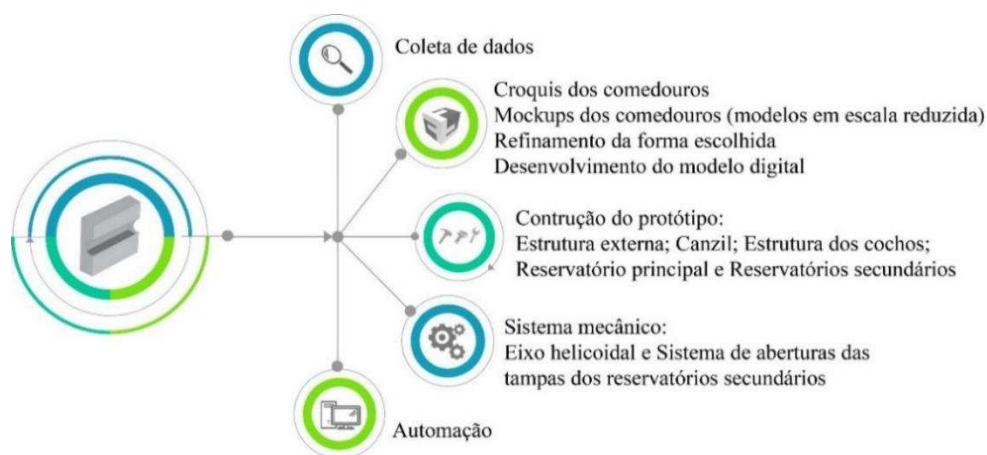 Coleta de dados
Croquis dos comedouros
Mockups dos comedouros (modelos em escala reduzida)
Refinamento da forma escolhida
Desenvolvimento do modelo digital
Contrução do protótipo:
Estrutura externa; Canzil; Estrutura dos cochos;
Reservatório principal e Reservatórios secundários
Sistema mecânico:
Eixo helicoidal e Sistema de aberturas das
tampas dos reservatórios secundários
Automação